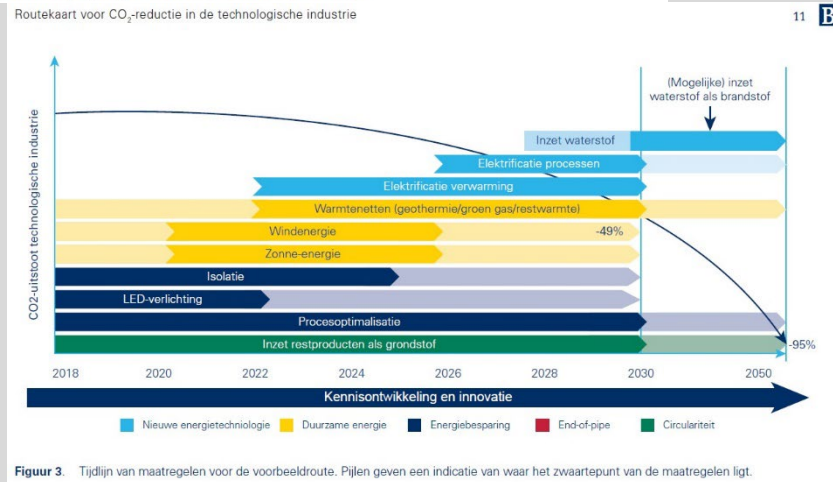 Routekaart voor CO₂-reductie in de technologische industrie
11
B
(Mogelijke) inzet
waterstof als brandstof
CO2-uitstoot technologische industrie
Inzet waterstof
Elektrificatie processen
Elektrificatie verwarming
Warmtenetten (geothermie/groen gas/restwarmte)
Windenergie
-49%
Zonne-energie
Isolatie
LED-verlichting
Procesoptimalisatie
Inzet restproducten als grondstof
-95%
2018 2020 2022 2024 2026 2028 2030 2050
Kennisontwikkeling en innovatie
Nieuwe energietechniologie Duurzame energie Energiebesparing End-of-pipe Circulariteit
Figuur 3. Tijdlijn van maatregelen voor de voorbeeldroute. Pijlen geven een indicatie van waar het zwaartepunt van de maatregelen ligt.